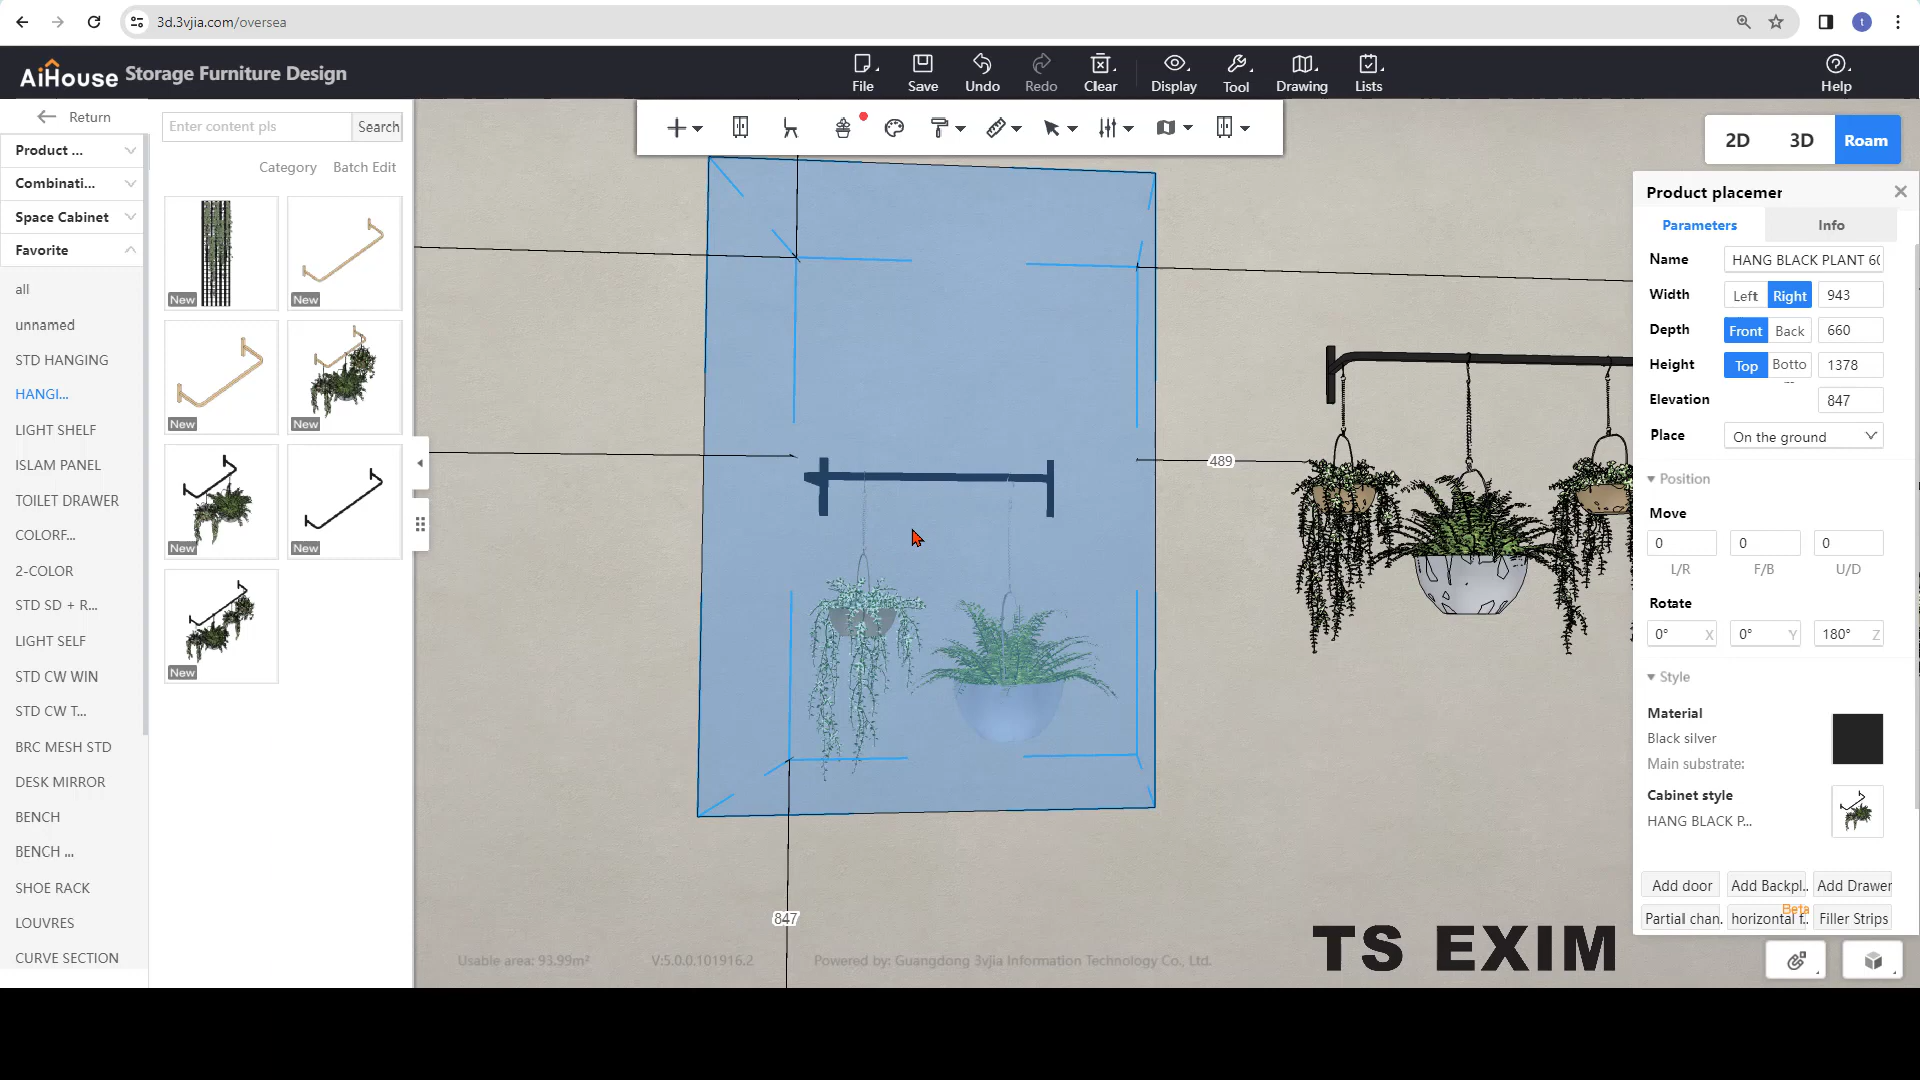 3d.3vjia.com/oversea
t
AiHouse Storage Furniture Design
File
Save
Undo
Redo
Clear
Display
Tool
Drawing
Lists
Help
Return
Product ...
Combinati...
Space Cabinet
Favorite
all
unnamed
STD HANGING
HANGI...
LIGHT SHELF
ISLAM PANEL
TOILET DRAWER
COLORF...
2-COLOR
STD SD + R...
LIGHT SELF
STD CW WIN
STD CW T...
BRC MESH STD
DESK MIRROR
BENCH
BENCH ...
SHOE RACK
LOUVRES
CURVE SECTION
Enter content pls
Search
Category
Batch Edit
New
New
New
New
New
New
New
489
847
Usable area: 93.99m²
V:5.0.0.101916.2
Powered by: Guangdong 3vjia Information Technology Co., Ltd.
TS EXIM
2D
3D
Roam
Product placemer
Parameters
Info
Name
HANG BLACK PLANT 60
Width
Left
Right
943
Depth
Front
Back
660
Height
Top
Botto
1378
Elevation
847
Place
On the ground
Position
Move
0
0
0
L/R
F/B
U/D
Rotate
0° X
0° Y
180° Z
Style
Material
Black silver
Main substrate:
Cabinet style
HANG BLACK P...
Add door
Add Backpl..
Add Drawer
Beta
Partial chan.
horizontal f..
Filler Strips